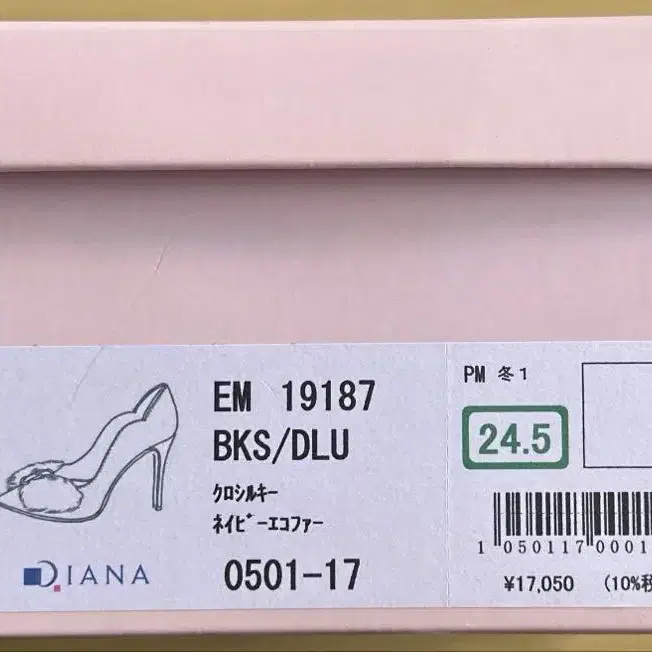 EM 19187
BKS/DLU
クロシルキー
ネイビーエコファー
0501-17
DIANA
PM 冬1
24.5
1 050117 0001
¥17,050 (10%税